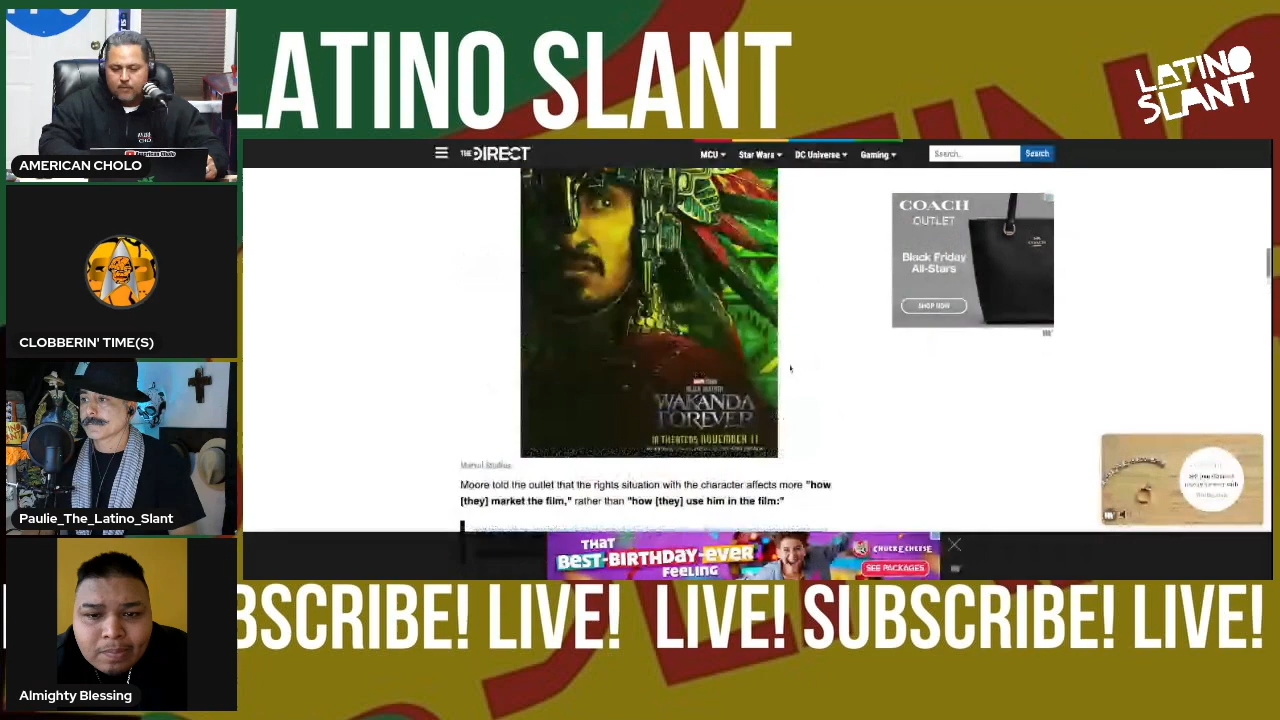 LATINO SLANT
LATINO
SLANT
AMERICAN CHOLO
CLOBBERIN' TIME(S)
Paulie_The_Latino_Slant
Almighty Blessing
THE DIRECT
MCU
Star Wars
DC Universe
Gaming
Search...
Search
COACH
OUTLET
Black Friday
All-Stars
SHOP NOW
WAKANDA
FOREVER
IN THEATERS NOVEMBER 11
Marvel Studios
Moore told the outlet that the rights situation with the character affects more "how
[they] market the film," rather than "how [they] use him in the film:"
THAT
BEST-BIRTHDAY-EVER
FEELING
CHUCK E. CHEESE
SEE PACKAGES
BSCRIBE! LIVE! LIVE! SUBSCRIBE! LIVE!